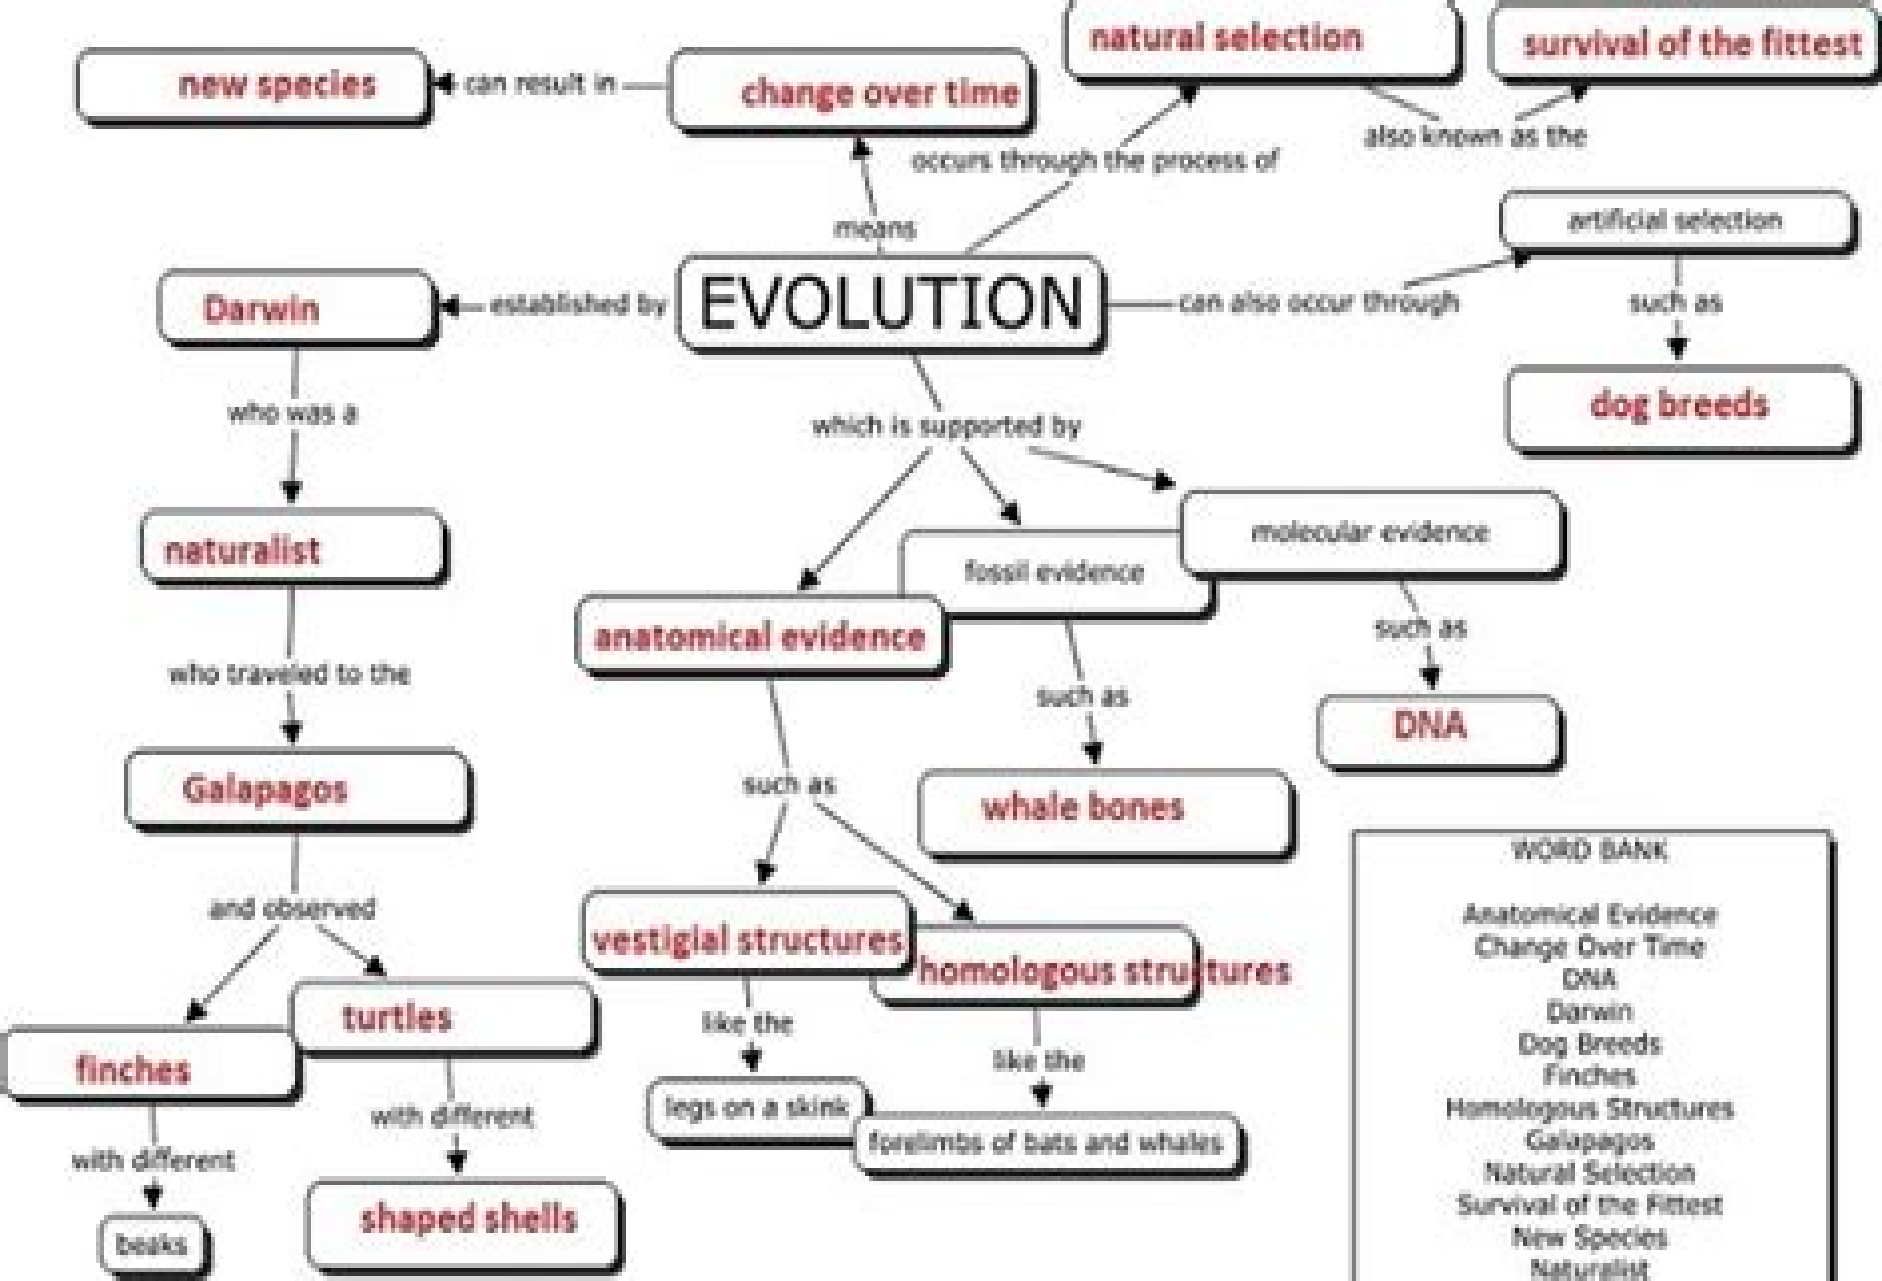 natural selection
survival of the fittest
new species
can result in
change over time
also known as the
occurs through the process of
means
artificial selection
Darwin
established by
EVOLUTION
can also occur through
such as
who was a
which is supported by
dog breeds
naturalist
molecular evidence
fossil evidence
anatomical evidence
such as
who traveled to the
such as
DNA
Galapagos
such as
whale bones
and observed
vestigial structures
homologous structures
turtles
like the
finches
like the
with different
legs on a skink
forelimbs of bats and whales
with different
shaped shells
beaks
WORD BANK
Anatomical Evidence
Change Over Time
DNA
Darwin
Dog Breeds
Finches
Homologous Structures
Galapagos
Natural Selection
Survival of the Fittest
New Species
Naturalist